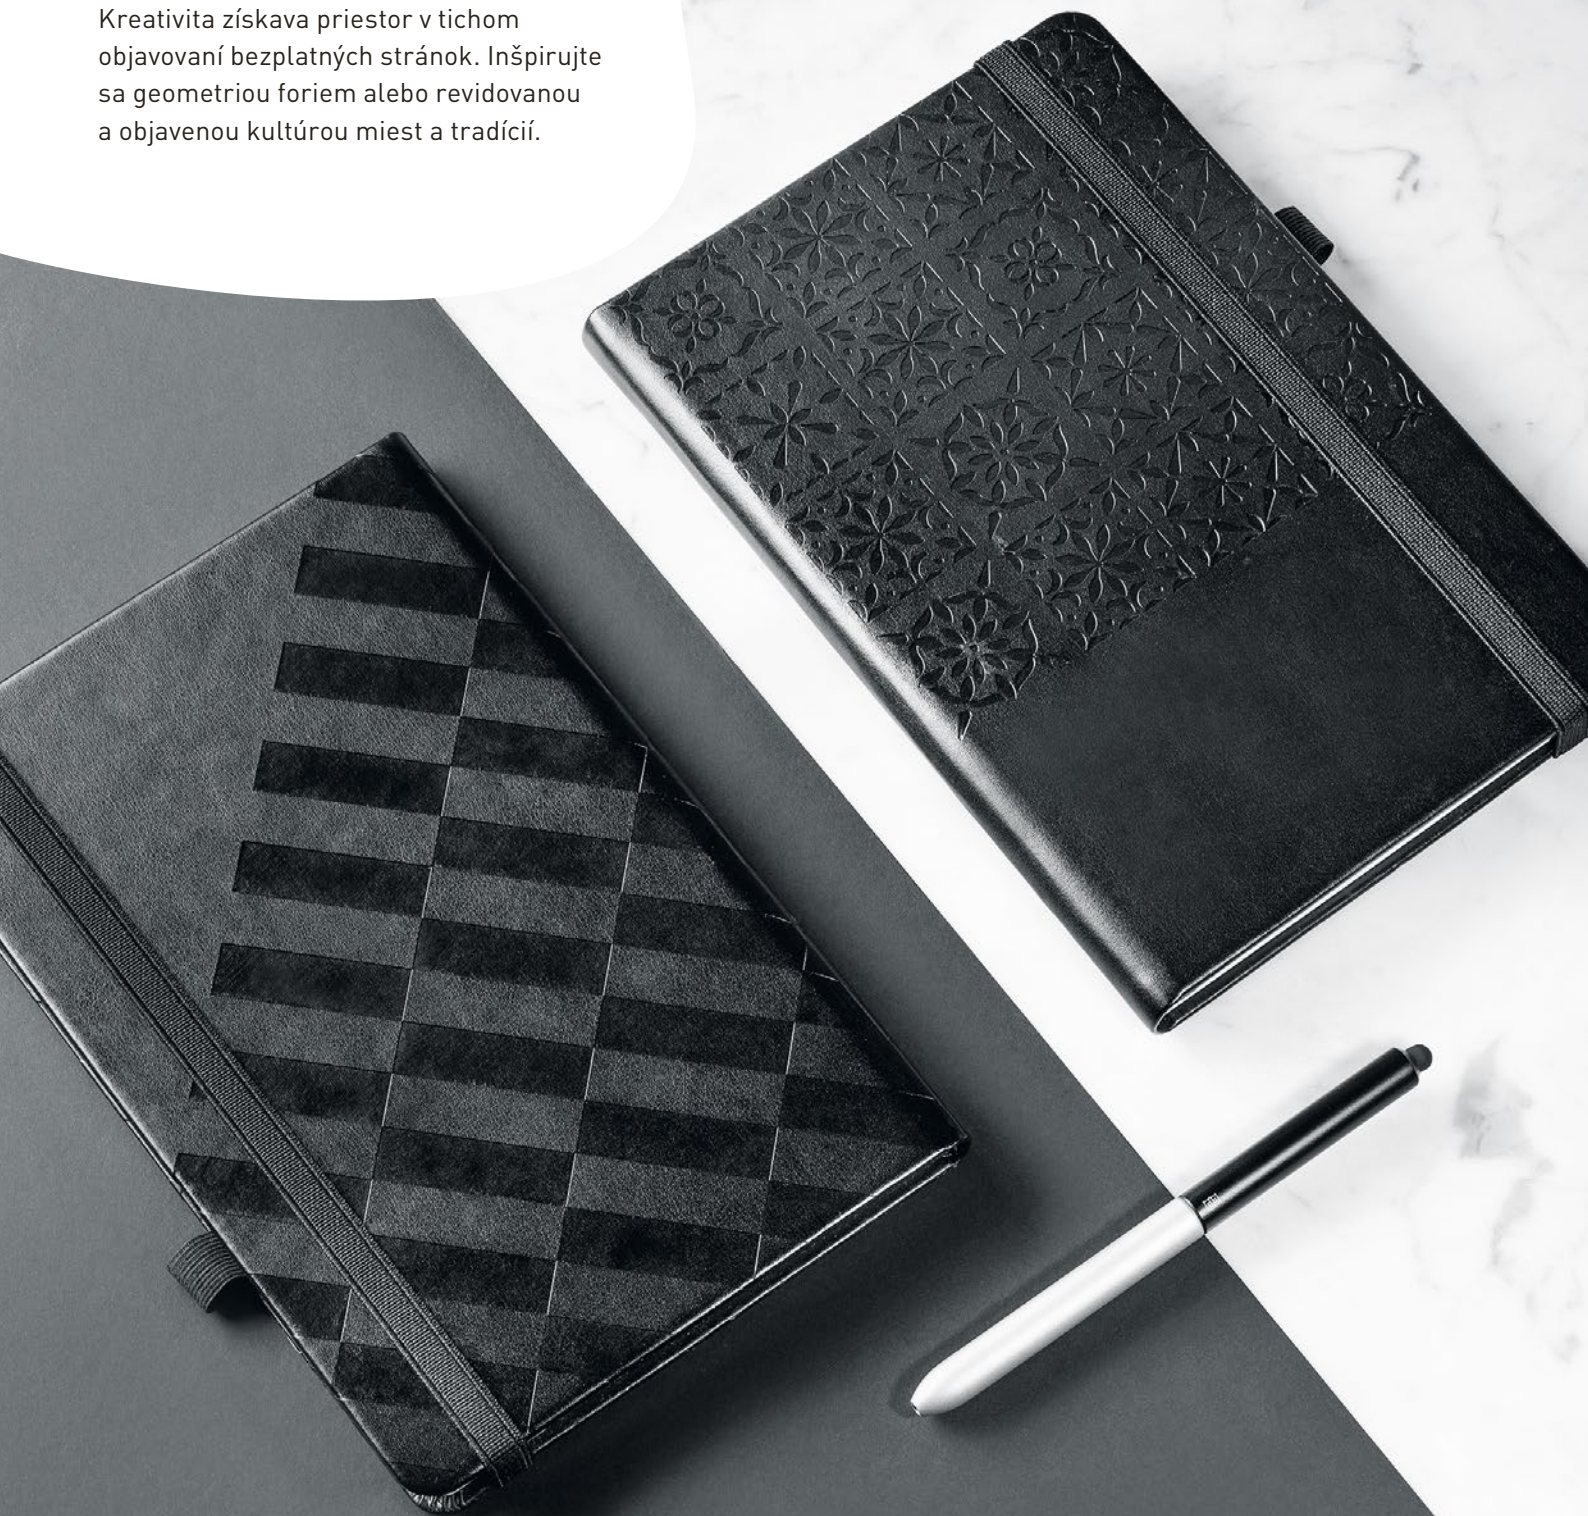 Kreativita získava priestor v tichom
objavovaní bezplatných stránok. Inšpirujte
sa geometriou foriem alebo revidovanou
a objavenou kultúrou miest a tradícií.